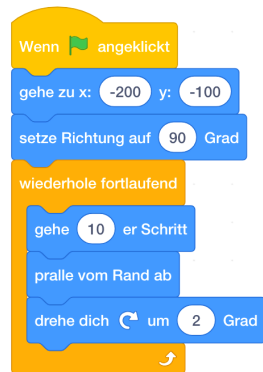 Wenn angeklickt
gehe zu x: -200 y: -100
setze Richtung auf 90 Grad
wiederhole fortlaufend
gehe 10 er Schritt
pralle vom Rand ab
drehe dich um 2 Grad